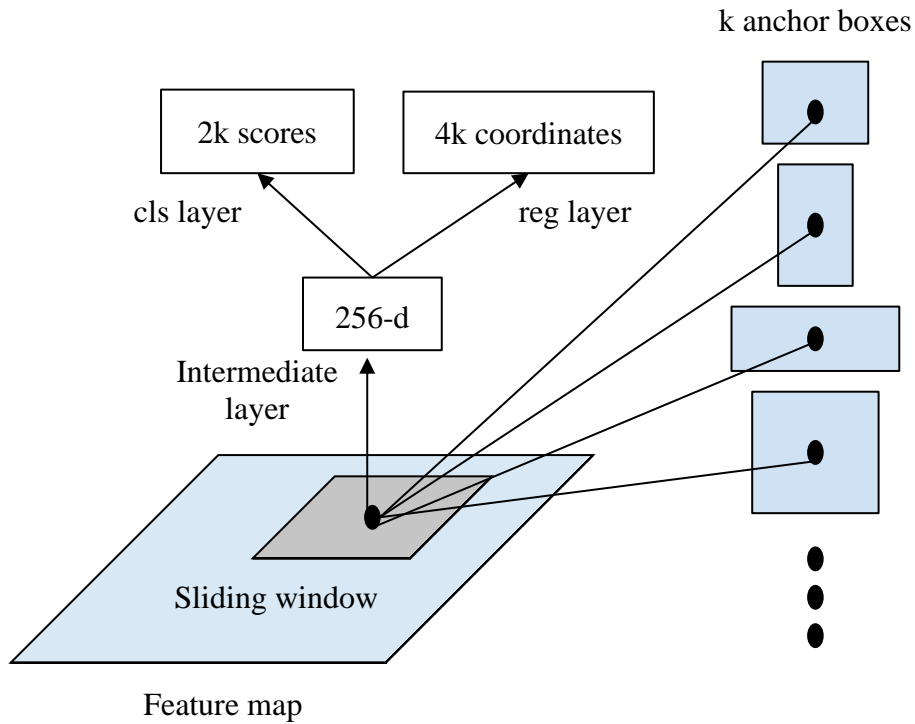 k anchor boxes
2k scores
4k coordinates
cls layer
reg layer
256-d
Intermediate
layer
Sliding window
Feature map